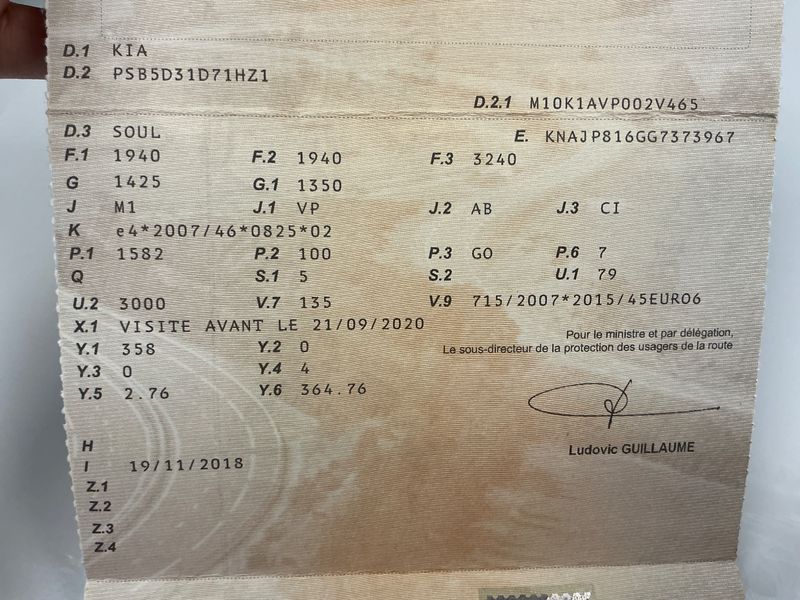 D.1 KIA
D.2 PSB5D31D71HZ1
D.2.1 M10K1AVP002V465
D.3 SOUL
E. KNAJP816GG7373967
F.1 1940 F.2 1940 F.3 3240
G 1425 G.1 1350
J M1 J.1 VP J.2 AB J.3 CI
K e4*2007/46*0825*02
P.1 1582 P.2 100 P.3 GO P.6 7
Q S.1 5 S.2 U.1 79
U.2 3000 V.7 135 V.9 715/2007*2015/45EURO6
X.1 VISITE AVANT LE 21/09/2020
Y.1 358 Y.2 0
Y.3 0 Y.4 4
Y.5 2.76 Y.6 364.76
Pour le ministre et par délégation,
Le sous-directeur de la protection des usagers de la route
Ludovic GUILLAUME
H
I 19/11/2018
Z.1
Z.2
Z.3
Z.4